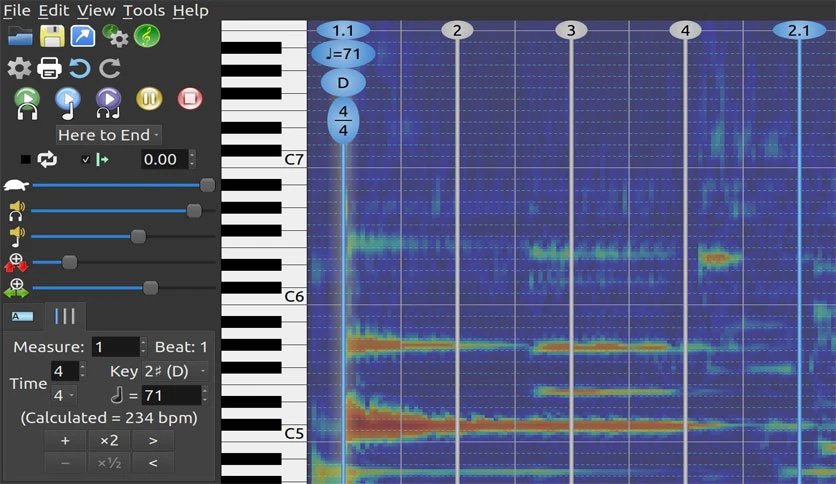 File Edit View Tools Help
Here to End
0.00
A
Measure: 1 Beat: 1
Time 4 4 Key 2♯ (D)
= 71
(Calculated = 234 bpm)
+ ×2 >
− ×½ <
1.1 2 3 4 2.1
♩=71
D
4
4
C7
C6
C5